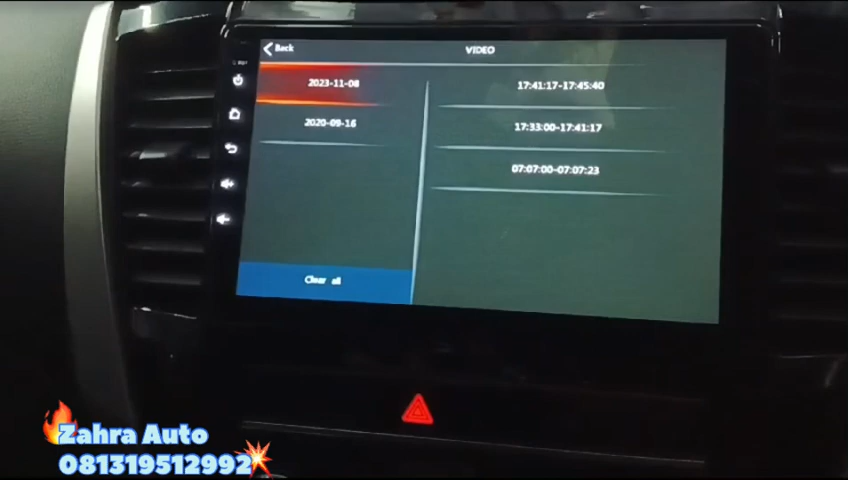 Back
VIDEO
2023-11-08
2020-09-16
Clear all
17:41:17-17:45:40
17:33:00-17:41:17
07:07:00-07:07:23
Zahra Auto
081319512992